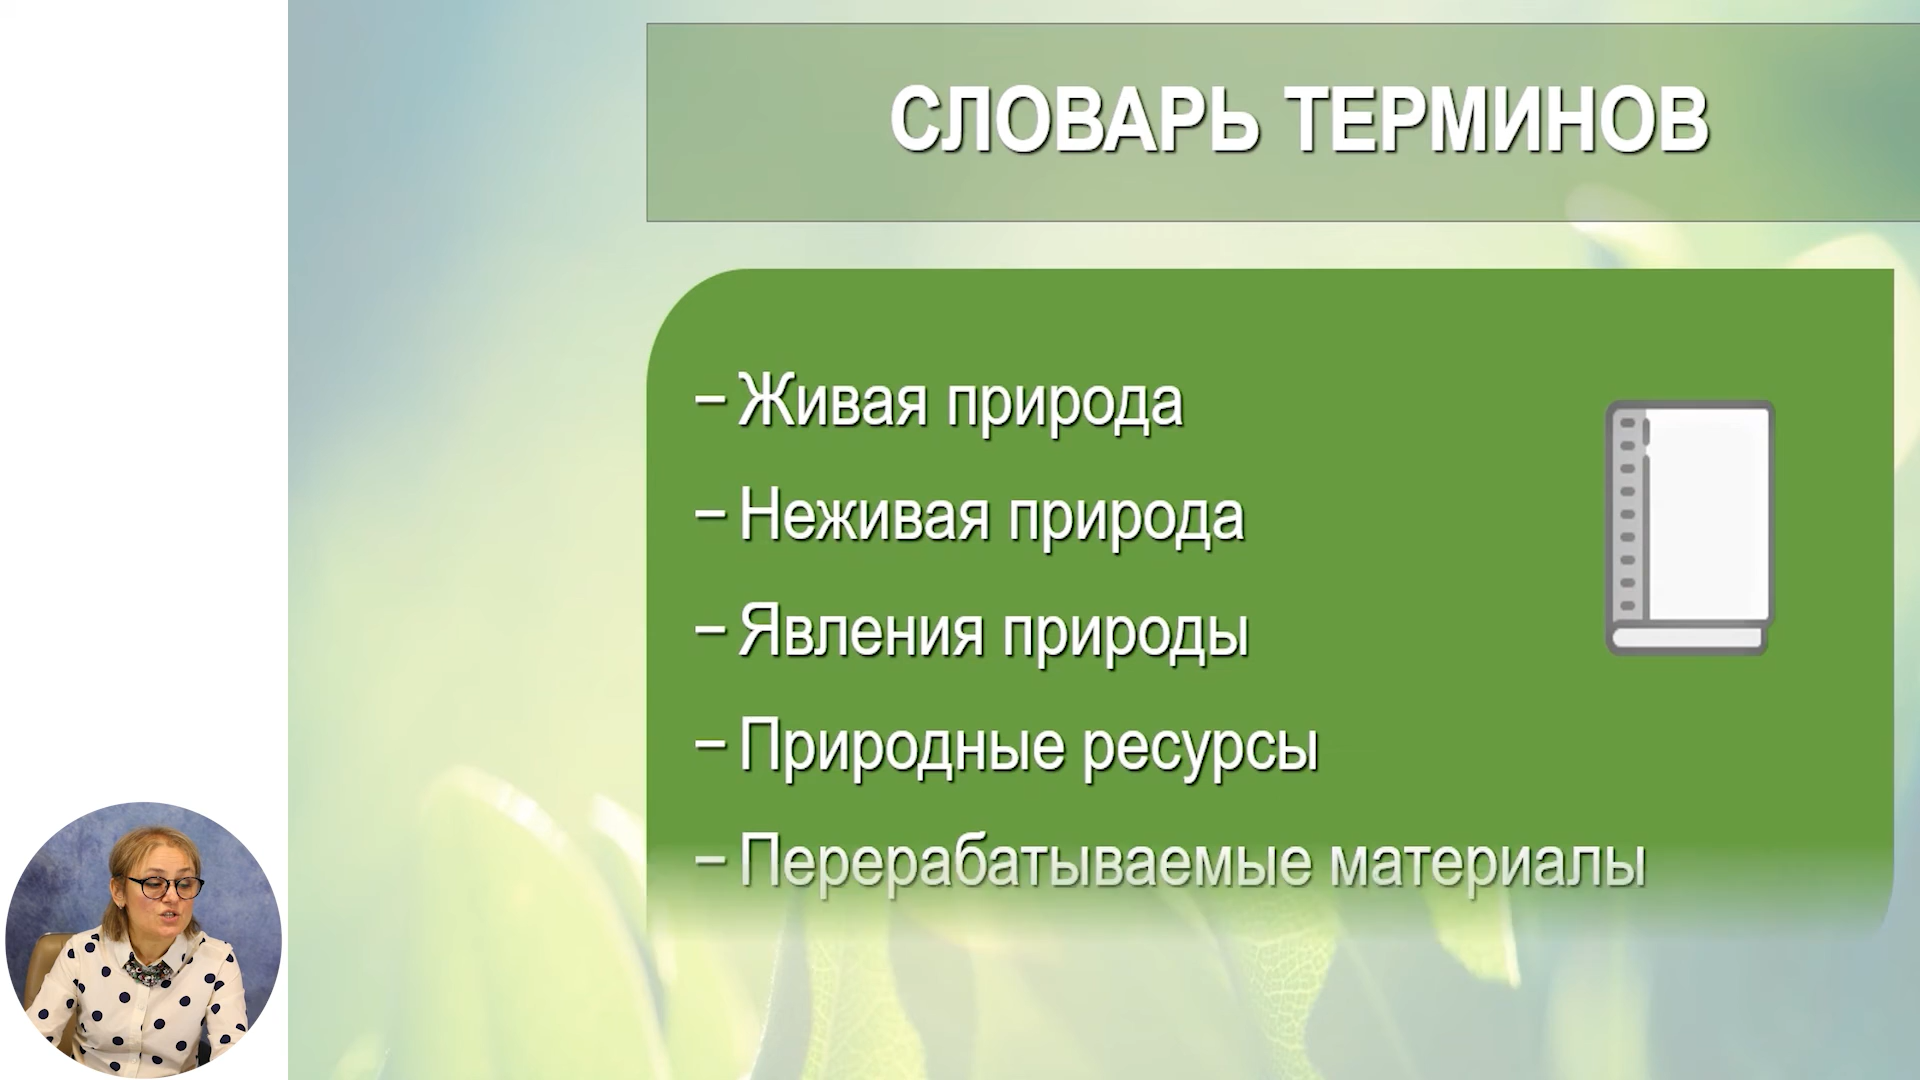 СЛОВАРЬ ТЕРМИНОВ
– Живая природа
– Неживая природа
– Явления природы
– Природные ресурсы
– Перерабатываемые материалы